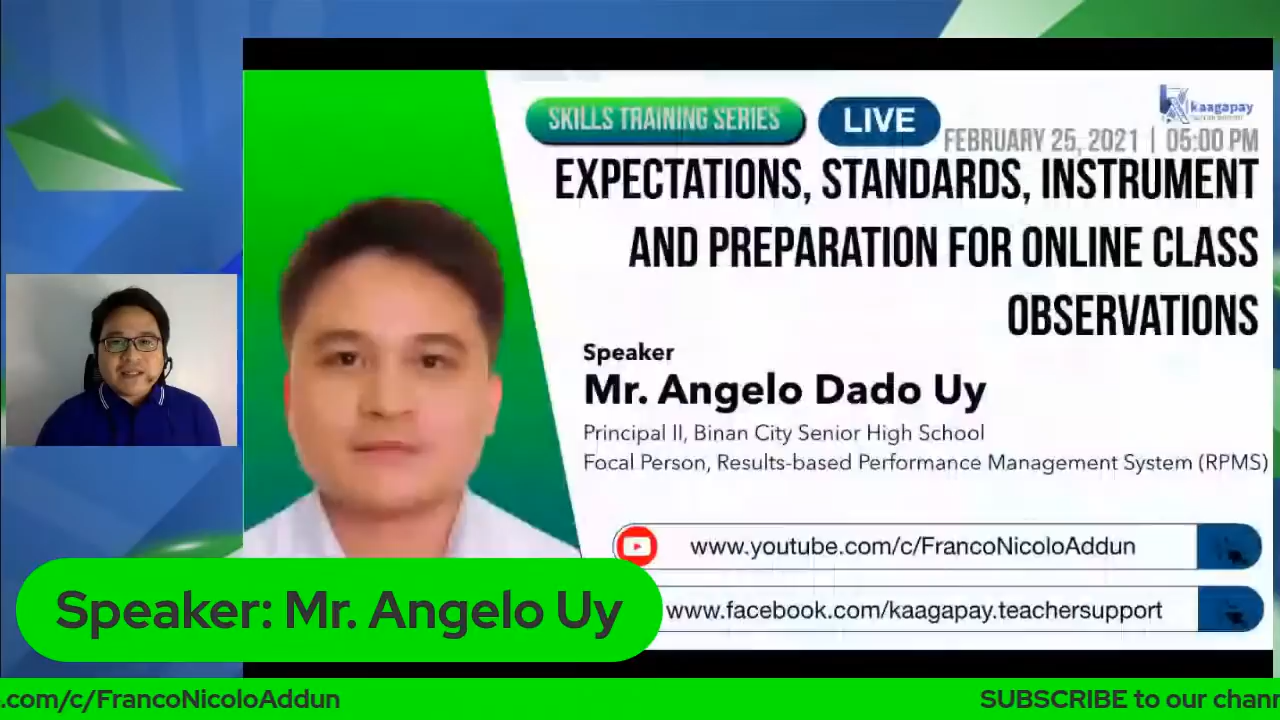 SKILLS TRAINING SERIES
LIVE
kaagapay
FEBRUARY 25, 2021 | 05:00 PM
EXPECTATIONS, STANDARDS, INSTRUMENT
AND PREPARATION FOR ONLINE CLASS
OBSERVATIONS
Speaker
Mr. Angelo Dado Uy
Principal II, Binan City Senior High School
Focal Person, Results-based Performance Management System (RPMS)
www.youtube.com/c/FrancoNicoloAddun
www.facebook.com/kaagapay.teachersupport
Speaker: Mr. Angelo Uy
.com/c/FrancoNicoloAddun
SUBSCRIBE to our chann